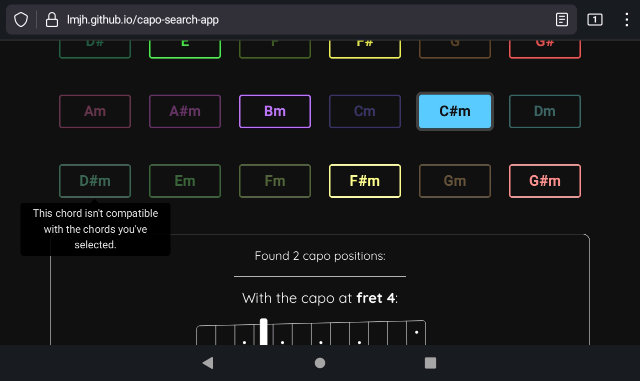 lmjh.github.io/capo-search-app
1
D# E F F# G G#
Am A#m Bm Cm C#m Dm
D#m Em Fm F#m Gm G#m
This chord isn't compatible
with the chords you've
selected.
Found 2 capo positions:
With the capo at fret 4: